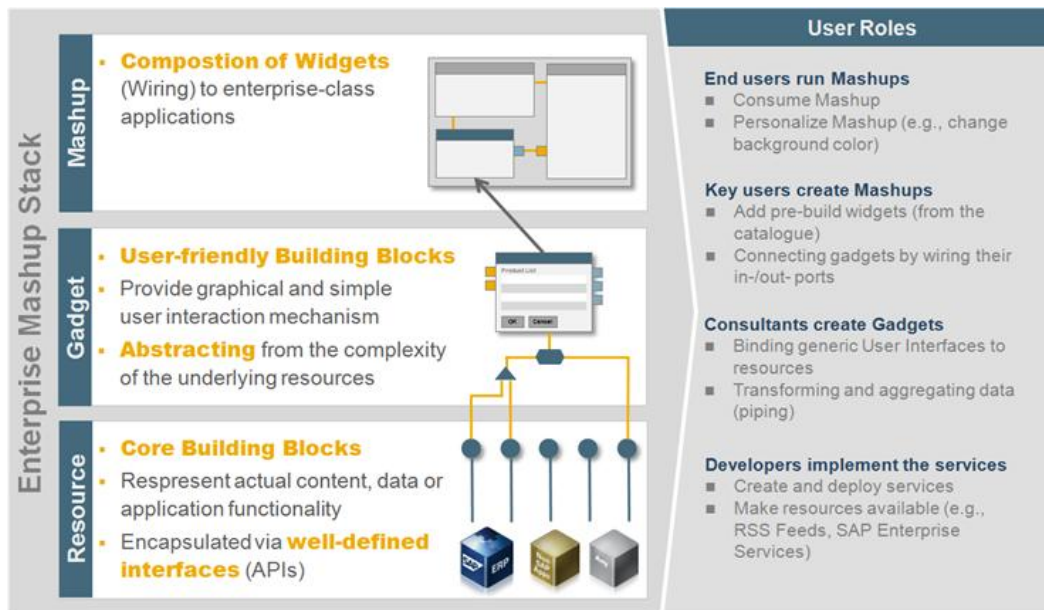 Enterprise Mashup Stack
Mashup
Compostion of Widgets
(Wiring) to enterprise-class
applications
Gadget
User-friendly Building Blocks
Provide graphical and simple
user interaction mechanism
Abstracting from the complexity
of the underlying resources
Product List
OK
Cancel
Resource
Core Building Blocks
Respresent actual content, data or
application functionality
Encapsulated via well-defined
interfaces (APIs)
SAP
ERP
Non
SAP
Apps
User Roles
End users run Mashups
Consume Mashup
Personalize Mashup (e.g., change
background color)
Key users create Mashups
Add pre-build widgets (from the
catalogue)
Connecting gadgets by wiring their
in-/out- ports
Consultants create Gadgets
Binding generic User Interfaces to
resources
Transforming and aggregating data
(piping)
Developers implement the services
Create and deploy services
Make resources available (e.g.,
RSS Feeds, SAP Enterprise
Services)